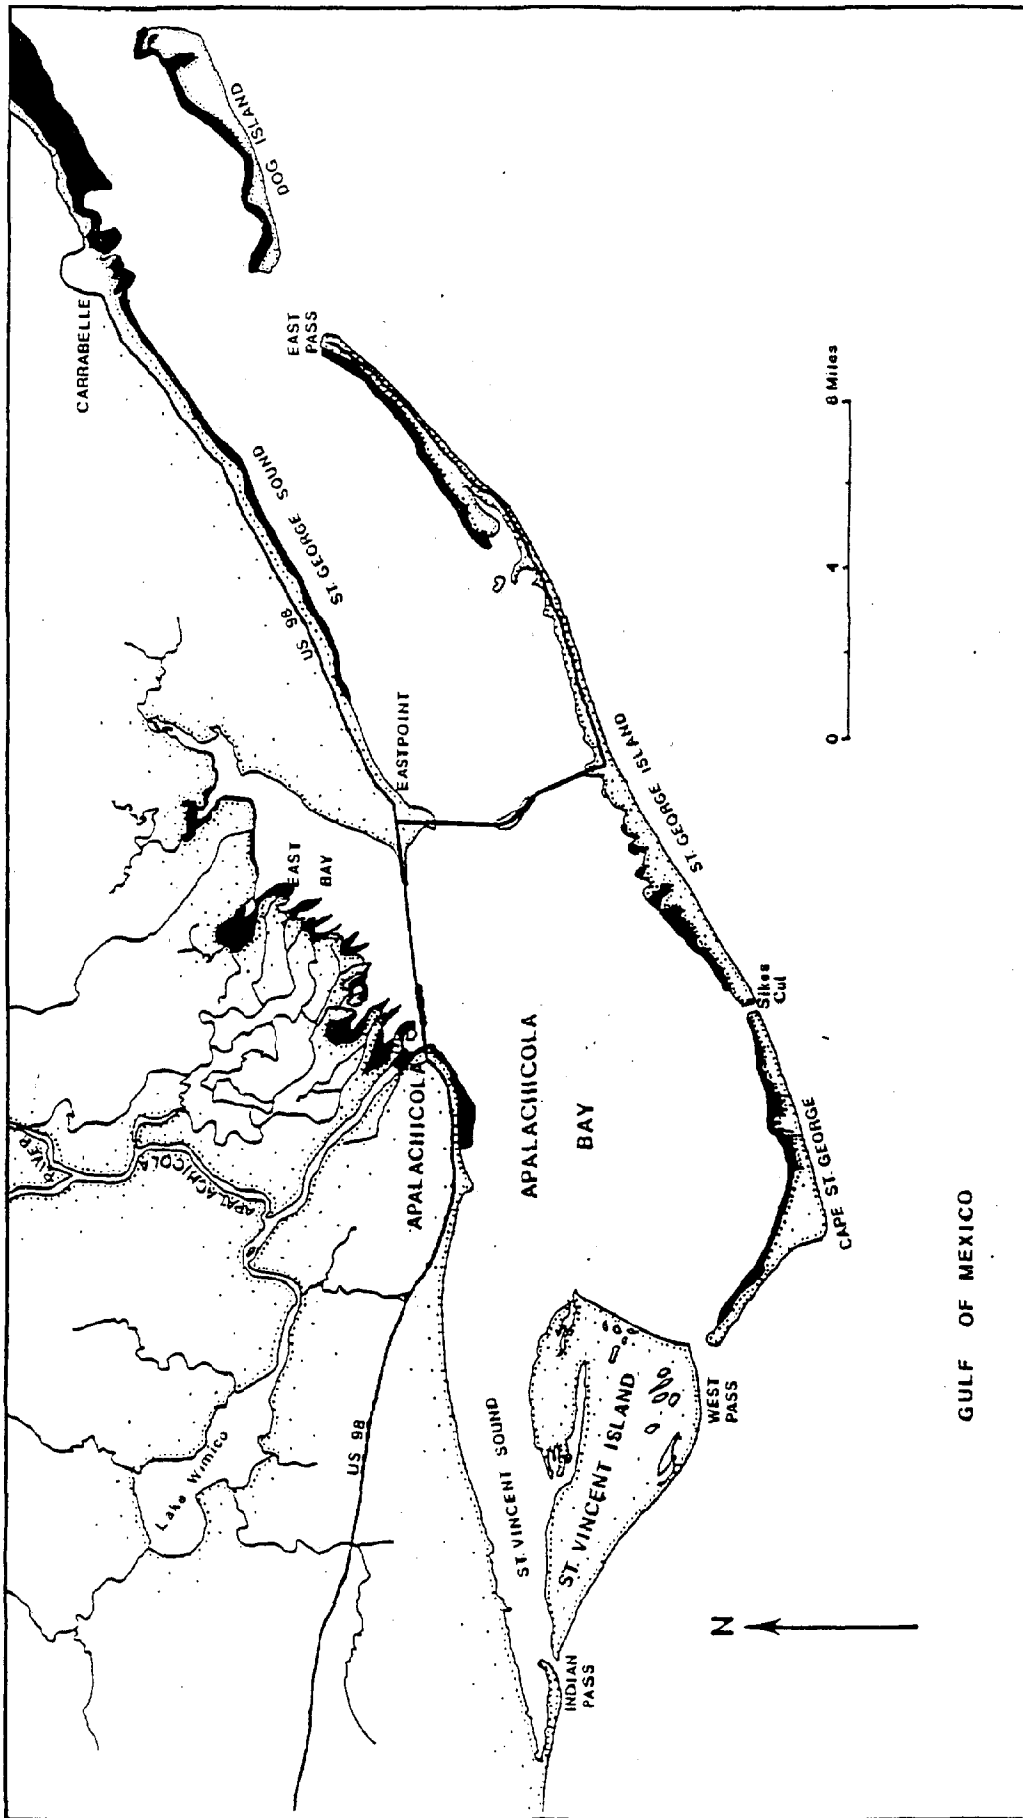 CARRABELLE
DOG ISLAND
EAST
PASS
ST. GEORGE SOUND
US 98
EASTPOINT
EAST
BAY
ST. GEORGE ISLAND
Sikes
Cut
APALACHICOLA
APALACHICOLA
BAY
RIVER
APALACHICOLA
CAPE ST. GEORGE
Lake Wimico
US 98
ST. VINCENT SOUND
ST. VINCENT ISLAND
WEST
PASS
INDIAN
PASS
GULF OF MEXICO
0 4 8 Miles
N